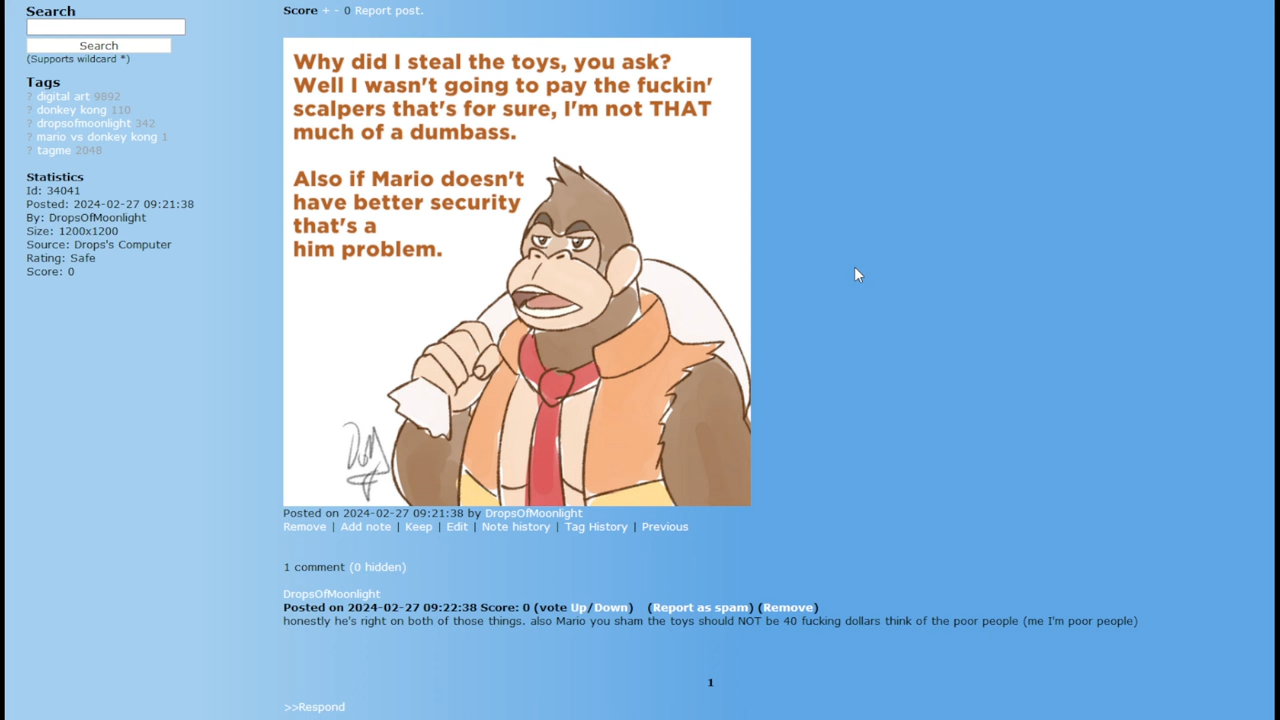 Search
Search
(Supports wildcard *)
Tags
? digital art 9892
? donkey kong 110
? dropsofmoonlight 342
? mario vs donkey kong 1
? tagme 2048
Statistics
Id: 34041
Posted: 2024-02-27 09:21:38
By: DropsOfMoonlight
Size: 1200x1200
Source: Drops's Computer
Rating: Safe
Score: 0
Score + - 0 Report post.
Why did I steal the toys, you ask?
Well I wasn't going to pay the fuckin'
scalpers that's for sure, I'm not THAT
much of a dumbass.
Also if Mario doesn't
have better security
that's a
him problem.
Posted on 2024-02-27 09:21:38 by DropsOfMoonlight
Remove | Add note | Keep | Edit | Note history | Tag History | Previous
1 comment (0 hidden)
DropsOfMoonlight
Posted on 2024-02-27 09:22:38 Score: 0 (vote Up/Down) (Report as spam) (Remove)
honestly he's right on both of those things. also Mario you sham the toys should NOT be 40 fucking dollars think of the poor people (me I'm poor people)
1
>>Respond